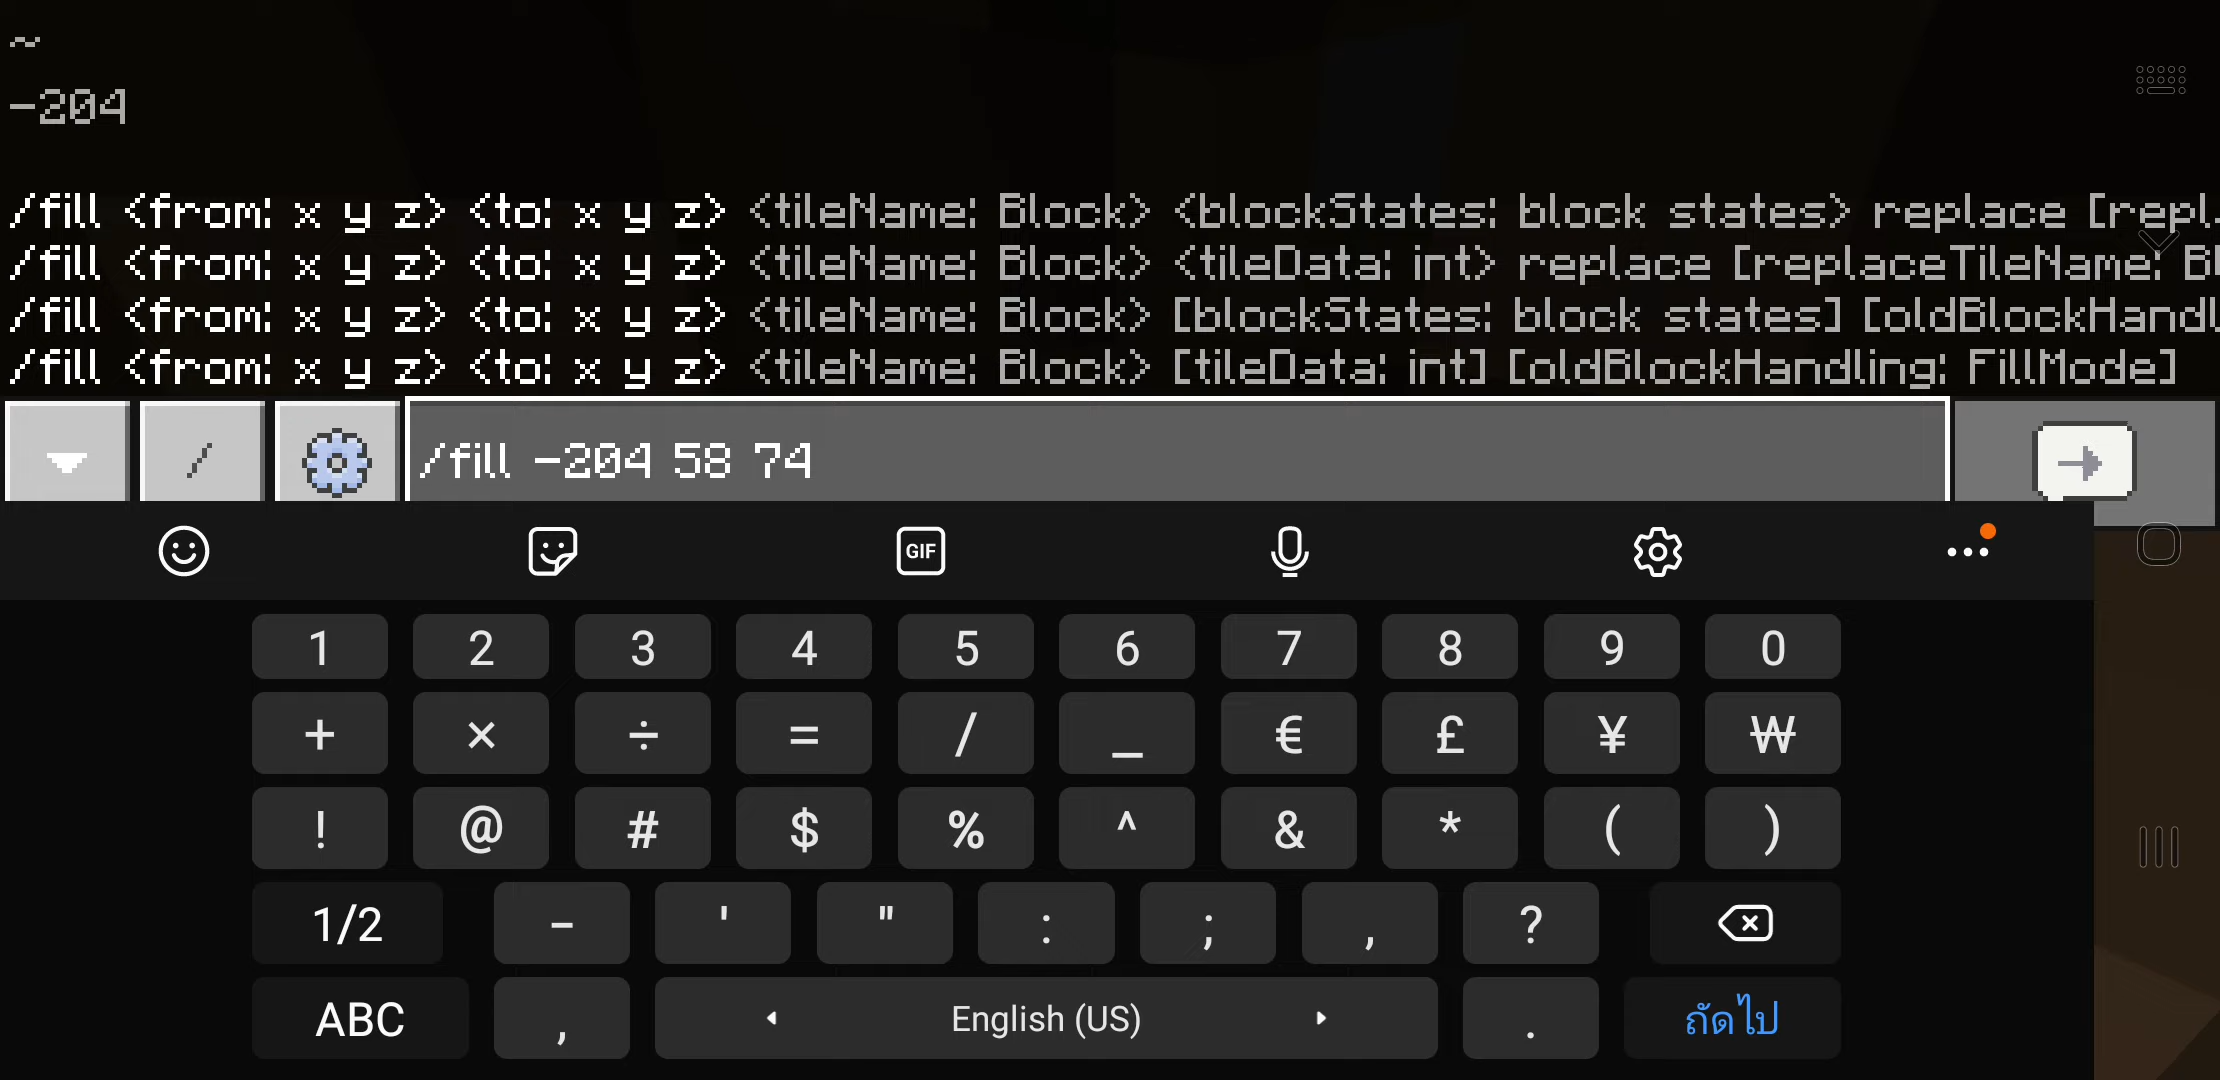 ~
-204
/fill <from: x y z> <to: x y z> <tileName: Block> <blockStates: block states> replace [repl
/fill <from: x y z> <to: x y z> <tileName: Block> <tileData: int> replace [replaceTileName: Bl
/fill <from: x y z> <to: x y z> <tileName: Block> [blockStates: block states] [oldBlockHandl
/fill <from: x y z> <to: x y z> <tileName: Block> [tileData: int] [oldBlockHandling: FillMode]
/ /fill -204 58 74
GIF
1 2 3 4 5 6 7 8 9 0
+ × ÷ = / _ € £ ¥ ₩
! @ # $ % ^ & * ( )
1/2 - ' " : ; , ?
ABC , English (US) . ถัดไป